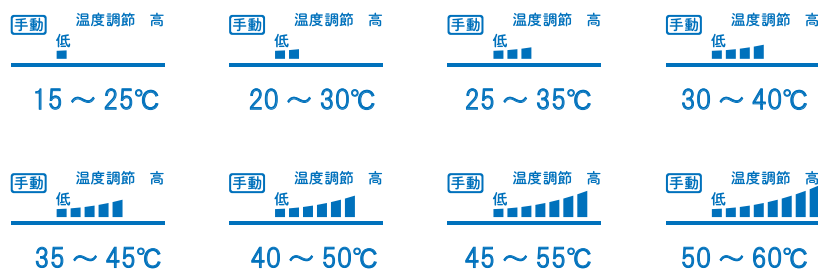 手動 温度調節 高
低
15 ～ 25℃
手動 温度調節 高
低
20 ～ 30℃
手動 温度調節 高
低
25 ～ 35℃
手動 温度調節 高
低
30 ～ 40℃
手動 温度調節 高
低
35 ～ 45℃
手動 温度調節 高
低
40 ～ 50℃
手動 温度調節 高
低
45 ～ 55℃
手動 温度調節 高
低
50 ～ 60℃